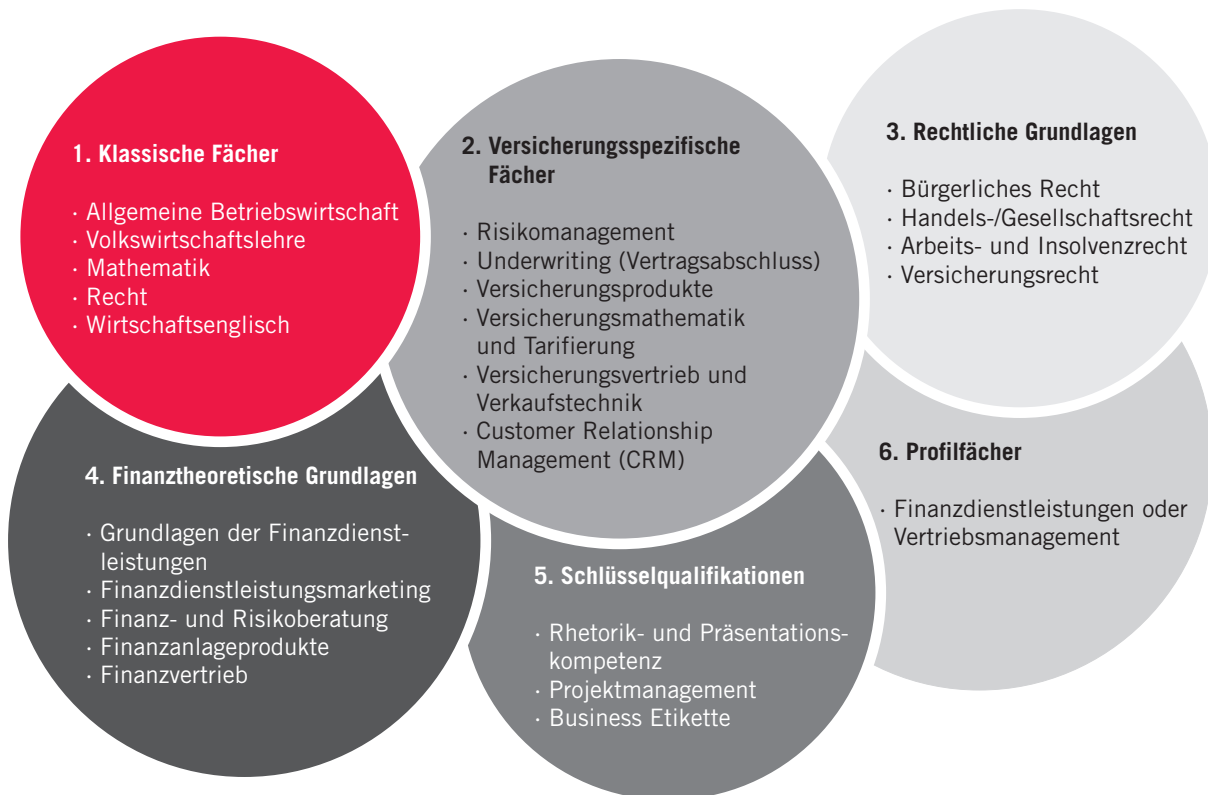 1. Klassische Fächer
· Allgemeine Betriebswirtschaft
· Volkswirtschaftslehre
· Mathematik
· Recht
· Wirtschaftsenglisch
2. Versicherungsspezifische
Fächer
· Risikomanagement
· Underwriting (Vertragsabschluss)
· Versicherungsprodukte
· Versicherungsmathematik
und Tarifierung
· Versicherungsvertrieb und
Verkaufstechnik
· Customer Relationship
Management (CRM)
3. Rechtliche Grundlagen
· Bürgerliches Recht
· Handels-/Gesellschaftsrecht
· Arbeits- und Insolvenzrecht
· Versicherungsrecht
4. Finanztheoretische Grundlagen
· Grundlagen der Finanzdienst-
leistungen
· Finanzdienstleistungsmarketing
· Finanz- und Risikoberatung
· Finanzanlageprodukte
· Finanzvertrieb
5. Schlüsselqualifikationen
· Rhetorik- und Präsentations-
kompetenz
· Projektmanagement
· Business Etikette
6. Profilfächer
· Finanzdienstleistungen oder
Vertriebsmanagement